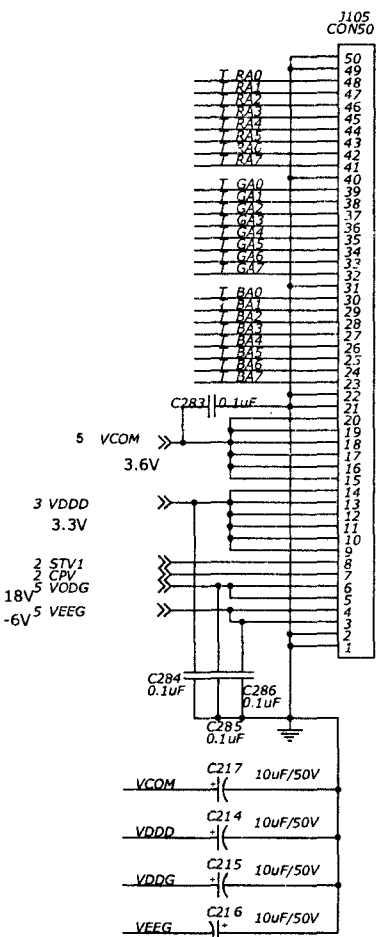 J105
CON50
50
49
T RA0 48
T RA1 47
T RA2 46
T RA3 45
T RA4 44
T RA5 43
T RA6 42
T RA7 41
40
T GA0 39
T GA1 38
T GA2 37
T GA3 36
T GA4 35
T GA5 34
T GA6 33
T GA7 32
31
T BA0 30
T BA1 29
T BA2 28
T BA3 27
T BA4 26
T BA5 25
T BA6 24
T BA7 23
22
C283 0.1uF 21
20
19
5 VCOM 18
17
3.6V 16
15
14
3 VDDD 13
12
3.3V 11
10
9
2 STV1 8
2 CPV 7
18V 5 VODG 6
5
-6V 5 VEEG 4
3
2
1
C284
0.1uF
C286
0.1uF
C285
0.1uF
VCOM C217 + 10uF/50V
VDDD C214 + 10uF/50V
VDDG C215 + 10uF/50V
VEEG C216 + 10uF/50V